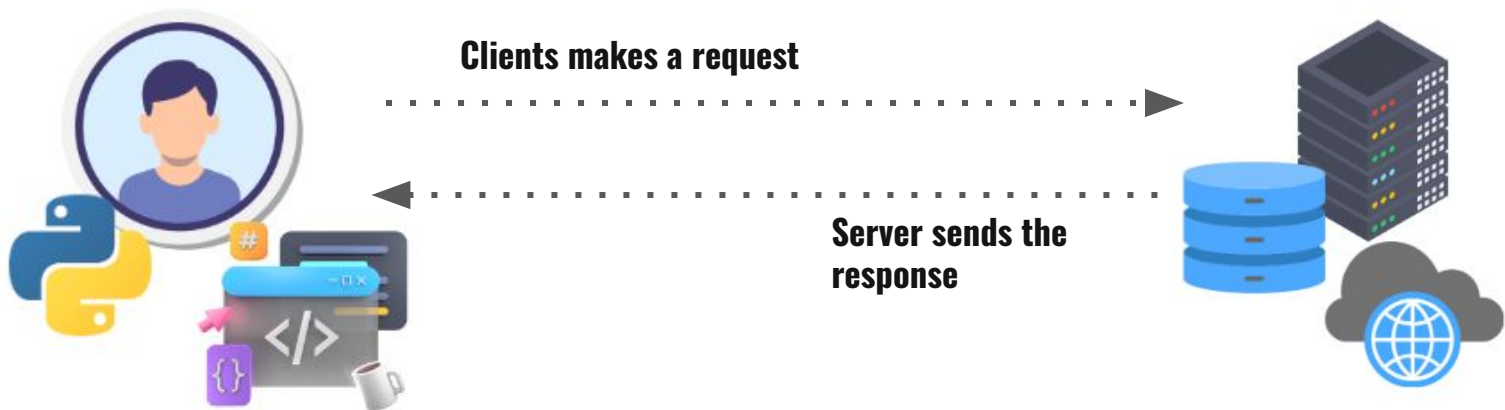 Clients makes a request
Server sends the
response
#
</>
{}